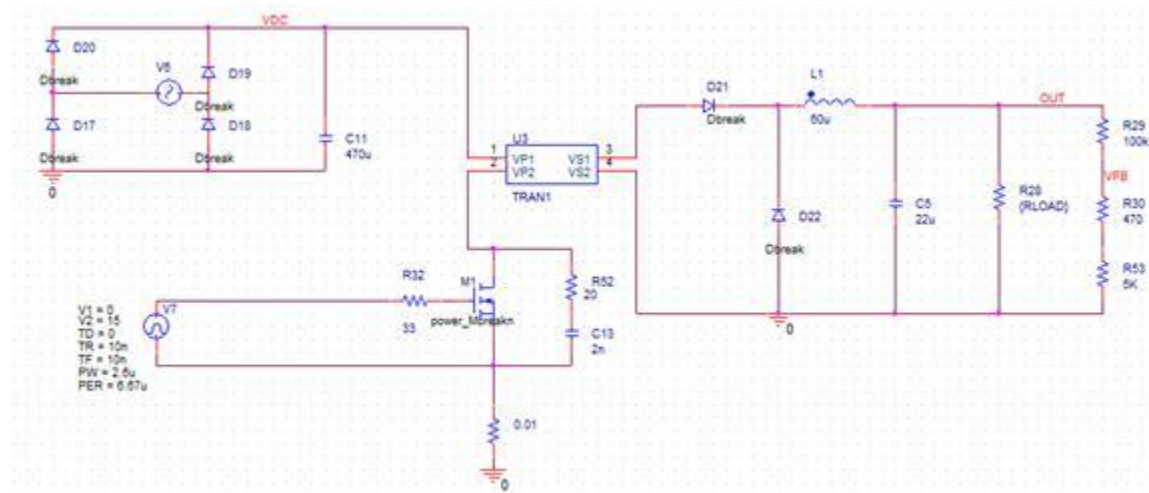 VDC
D20
Dbreak
V6
D19
Dbreak
D17
Dbreak
D18
Dbreak
C11
470u
0
U3
1
2
VP1
VP2
VS1
VS2
3
4
TRAN1
D21
Dbreak
L1
60u
OUT
R29
100k
VFB
R30
470
R53
5K
R28
{RLOAD}
C5
22u
D22
Dbreak
0
R32
33
M1
power_Mbreakn
R52
20
C13
2n
V7
V1 = 0
V2 = 15
TD = 0
TR = 10n
TF = 10n
PW = 2.6u
PER = 6.67u
0.01
0